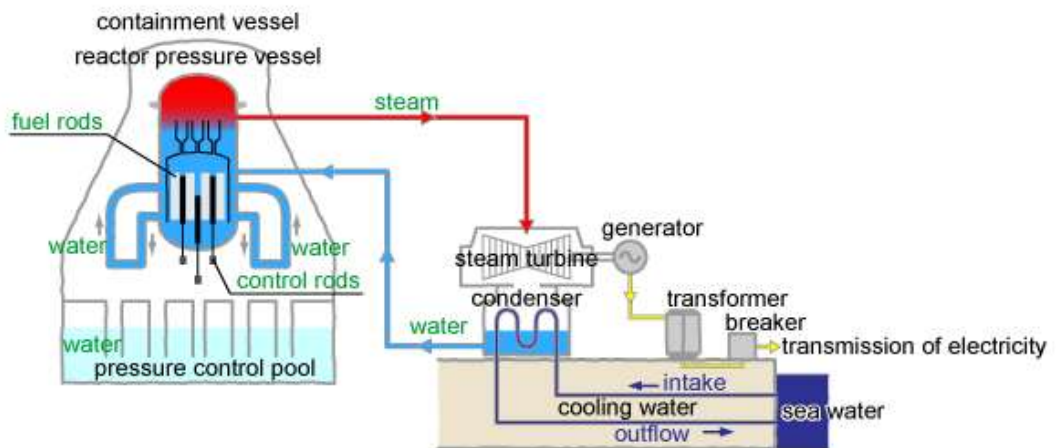 containment vessel
reactor pressure vessel
steam
fuel rods
generator
water
water
steam turbine
control rods
condenser
transformer
breaker
water
water
transmission of electricity
pressure control pool
intake
cooling water
sea water
outflow